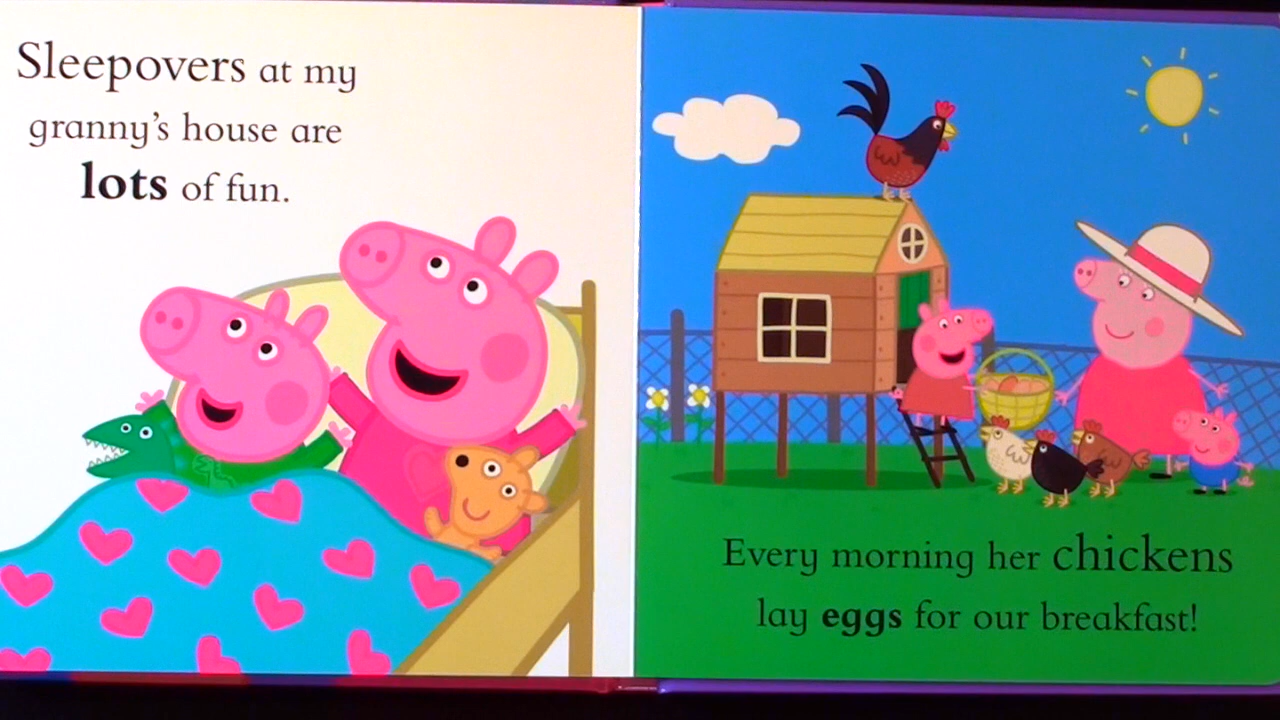 Sleepovers at my
granny's house are
lots of fun.
Every morning her chickens
lay eggs for our breakfast!